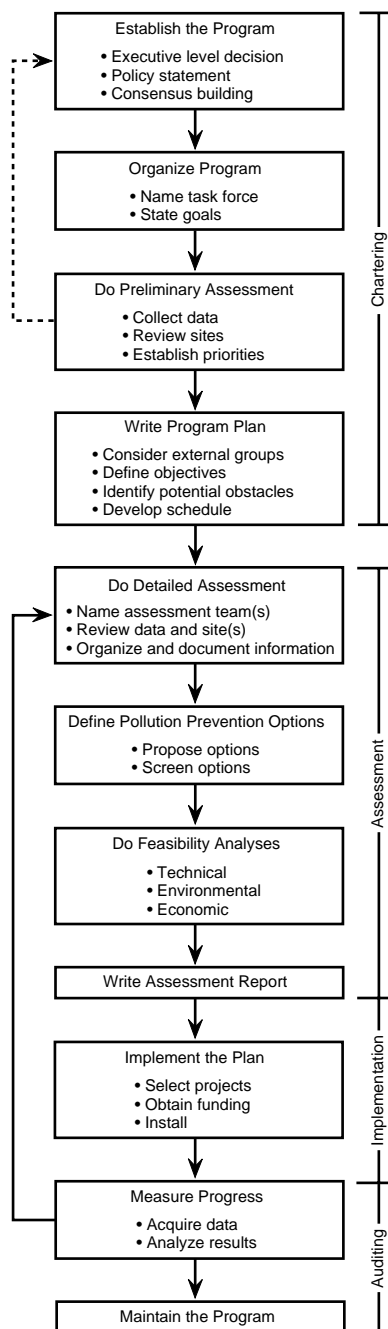 Establish the Program
• Executive level decision
• Policy statement
• Consensus building
Organize Program
• Name task force
• State goals
Do Preliminary Assessment
• Collect data
• Review sites
• Establish priorities
Write Program Plan
• Consider external groups
• Define objectives
• Identify potential obstacles
• Develop schedule
Chartering
Do Detailed Assessment
• Name assessment team(s)
• Review data and site(s)
• Organize and document information
Define Pollution Prevention Options
• Propose options
• Screen options
Do Feasibility Analyses
• Technical
• Environmental
• Economic
Write Assessment Report
Assessment
Implement the Plan
• Select projects
• Obtain funding
• Install
Implementation
Measure Progress
• Acquire data
• Analyze results
Maintain the Program
Auditing